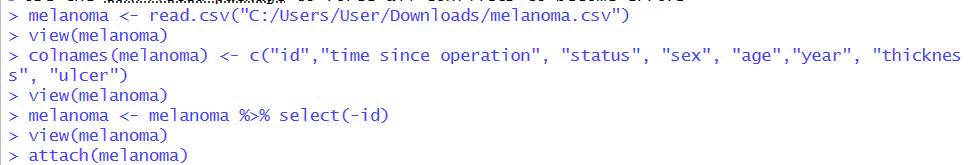 > melanoma <- read.csv("C:/Users/User/Downloads/melanoma.csv")
> view(melanoma)
> colnames(melanoma) <- c("id","time since operation", "status", "sex", "age","year", "thicknes
s", "ulcer")
> view(melanoma)
> melanoma <- melanoma %>% select(-id)
> view(melanoma)
> attach(melanoma)